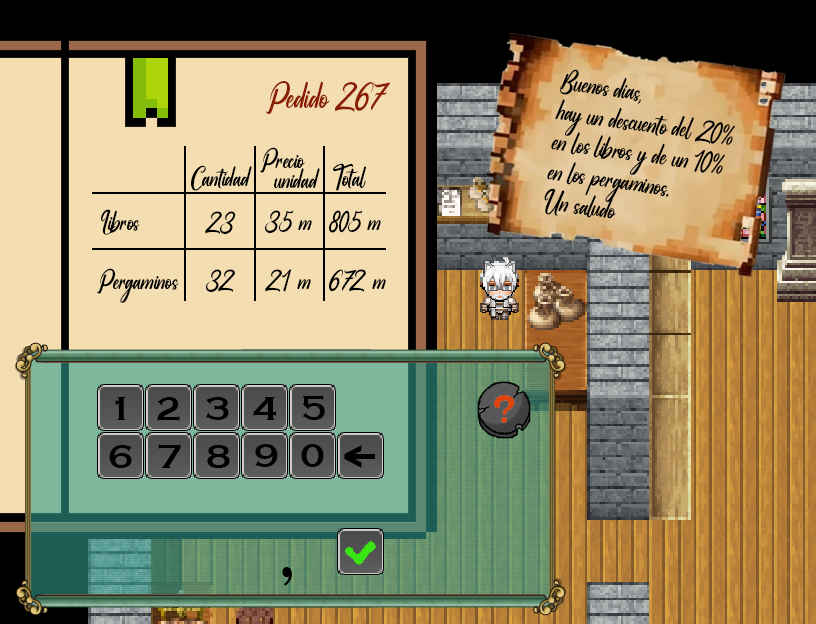 Pedido 267
Cantidad Precio unidad Total
Libros 23 35 m 805 m
Pergaminos 32 21 m 672 m
Buenos dias,
hay un descuento del 20%
en los libros y de un 10%
en los pergaminos.
Un saludo
1 2 3 4 5
?
6 7 8 9 0 ←
,